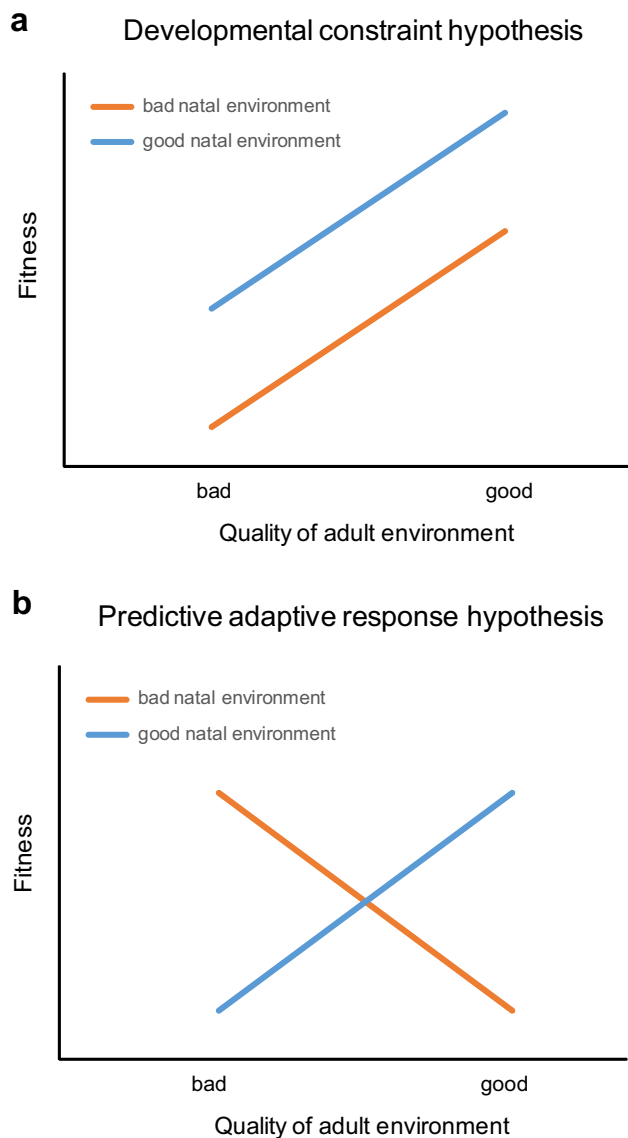 a
Developmental constraint hypothesis
bad natal environment
good natal environment
Fitness
bad good
Quality of adult environment
b
Predictive adaptive response hypothesis
bad natal environment
good natal environment
Fitness
bad good
Quality of adult environment